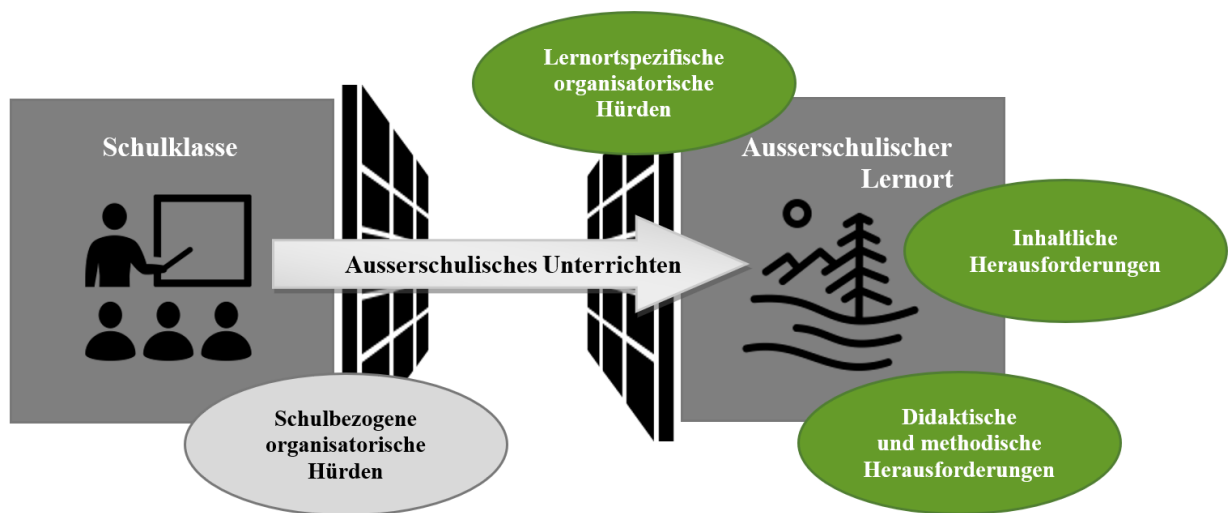 Lernortspezifische
organisatorische
Hürden
Schulklasse
Ausserschulischer
Lernort
Ausserschulisches Unterrichten
Inhaltliche
Herausforderungen
Schulbezogene
organisatorische
Hürden
Didaktische
und methodische
Herausforderungen